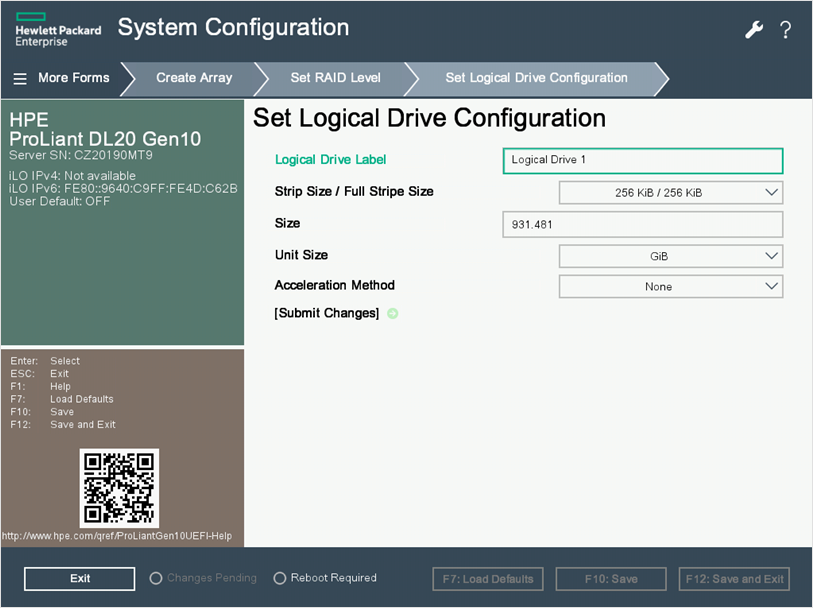 Hewlett Packard
Enterprise
System Configuration
?
More Forms
Create Array
Set RAID Level
Set Logical Drive Configuration
HPE
ProLiant DL20 Gen10
Server SN: CZ20190MT9
iLO IPv4: Not available
iLO IPv6: FE80::9640:C9FF:FE4D:C62B
User Default: OFF
Enter: Select
ESC: Exit
F1: Help
F7: Load Defaults
F10: Save
F12: Save and Exit
http://www.hpe.com/qref/ProLiantGen10UEFI-Help
Set Logical Drive Configuration
Logical Drive Label Logical Drive 1
Strip Size / Full Stripe Size 256 KiB / 256 KiB
Size 931.481
Unit Size GiB
Acceleration Method None
[Submit Changes]
Exit
Changes Pending
Reboot Required
F7: Load Defaults
F10: Save
F12: Save and Exit